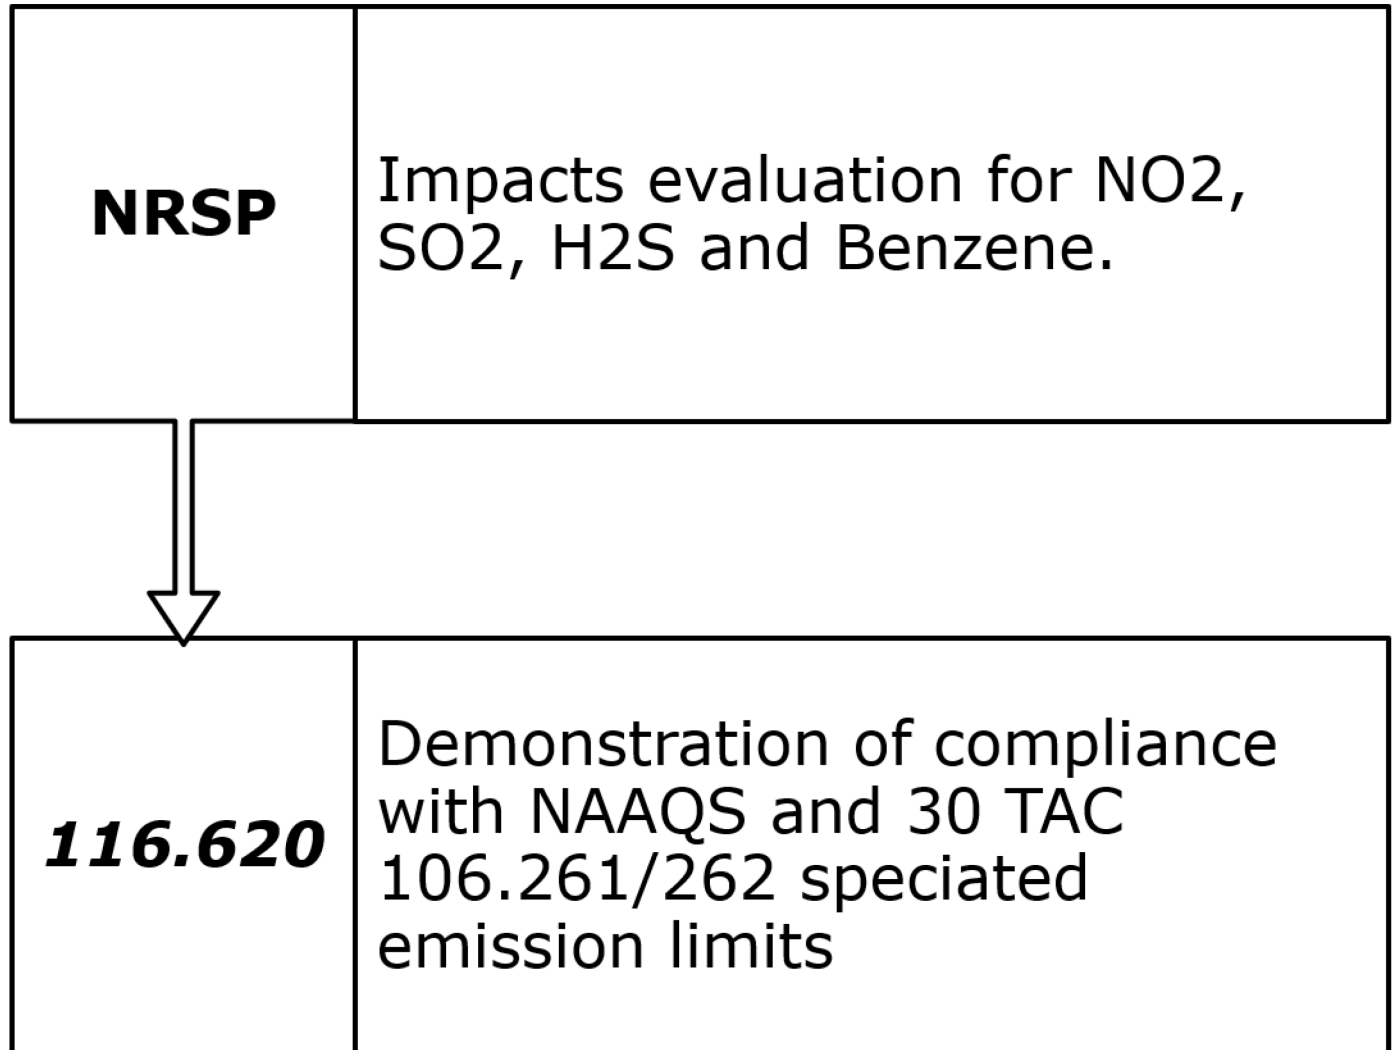 NRSP
Impacts evaluation for NO2,
SO2, H2S and Benzene.
116.620
Demonstration of compliance
with NAAQS and 30 TAC
106.261/262 speciated
emission limits